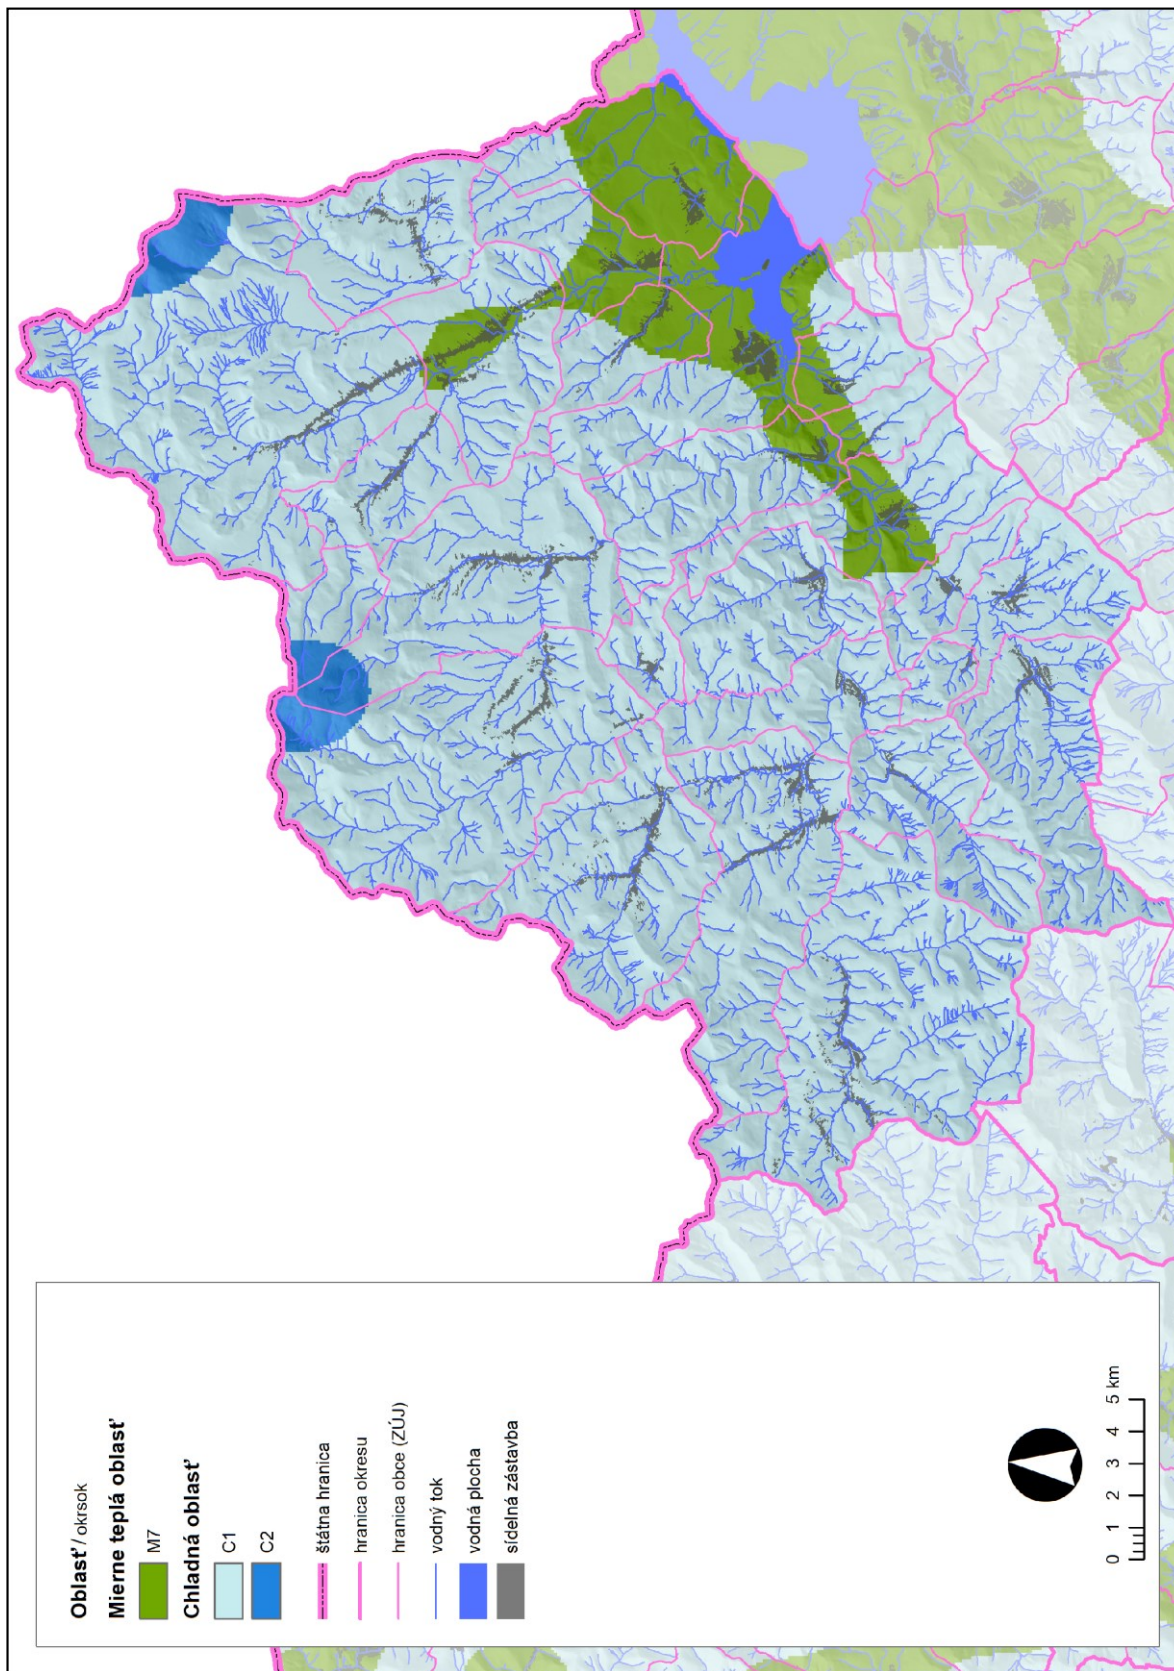 Oblasť / okrsok
Mierne teplá oblasť
M7
Chladná oblasť
C1
C2
štátna hranica
hranica okresu
hranica obce (ZÚJ)
vodný tok
vodná plocha
sídelná zástavba
0 1 2 3 4 5 km